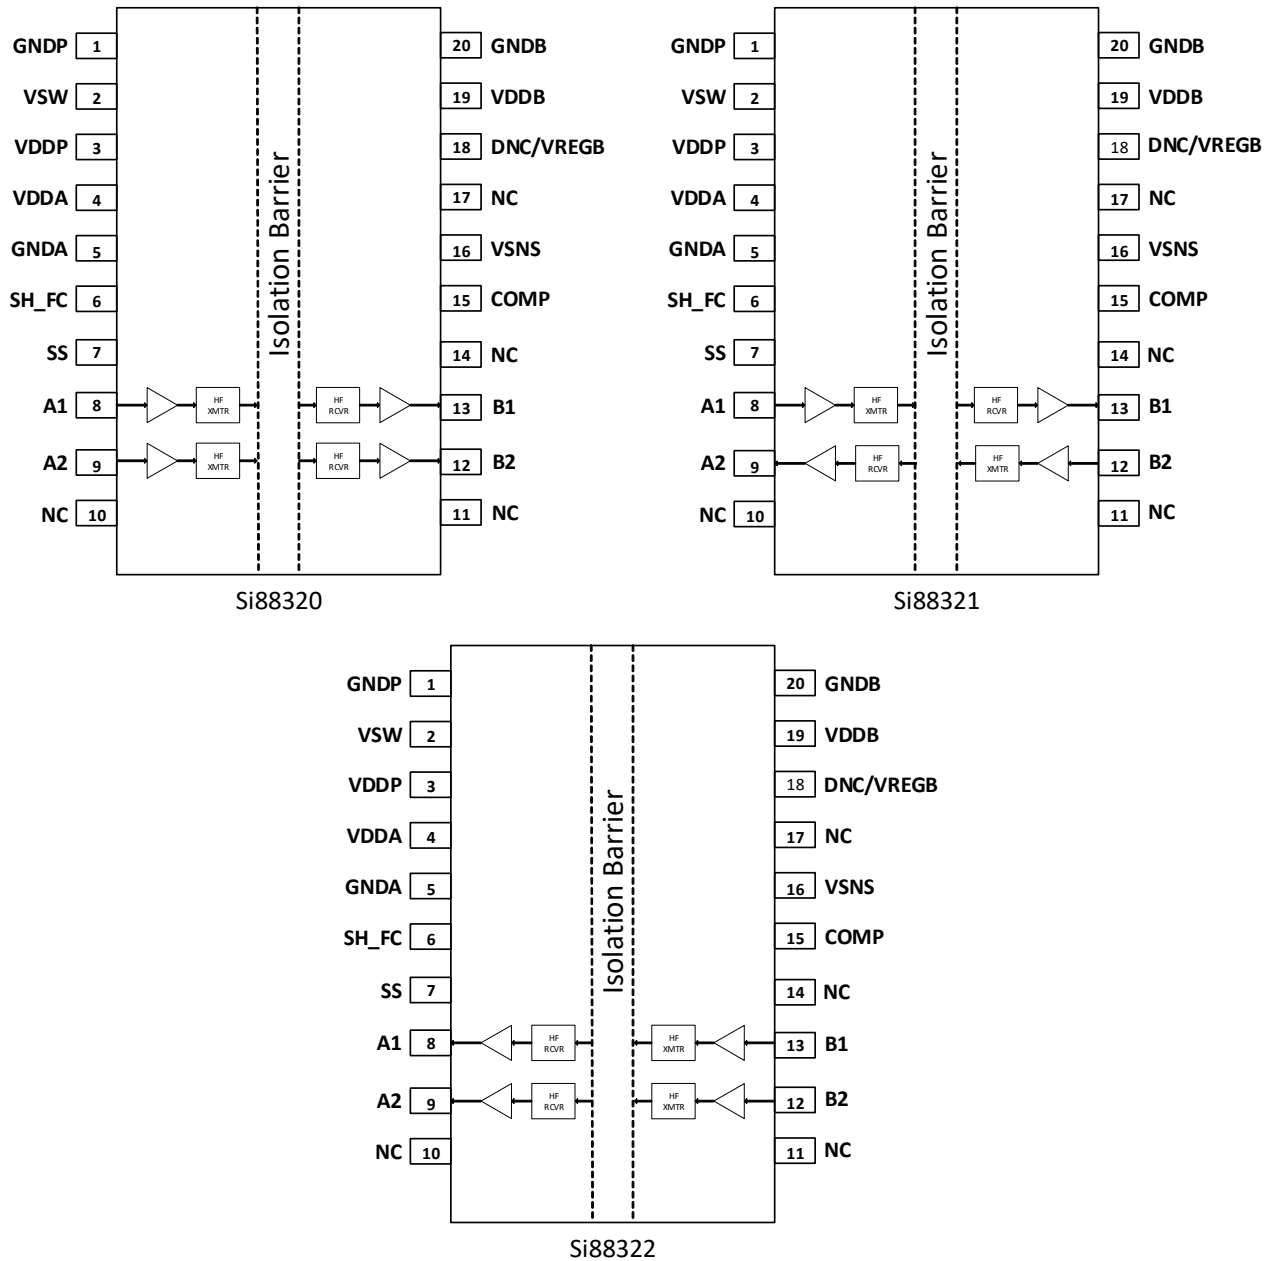 GNDP 1 20 GNDB
VSW 2 19 VDDB
VDDP 3 18 DNC/VREGB
VDDA 4 17 NC
GNDA 5 16 VSNS
SH_FC 6 15 COMP
SS 7 14 NC
A1 8 HF XMTR HF RCVR 13 B1
A2 9 HF XMTR HF RCVR 12 B2
NC 10 11 NC
Isolation Barrier
Si88320
GNDP 1 20 GNDB
VSW 2 19 VDDB
VDDP 3 18 DNC/VREGB
VDDA 4 17 NC
GNDA 5 16 VSNS
SH_FC 6 15 COMP
SS 7 14 NC
A1 8 HF XMTR HF RCVR 13 B1
A2 9 HF RCVR HF XMTR 12 B2
NC 10 11 NC
Isolation Barrier
Si88321
GNDP 1 20 GNDB
VSW 2 19 VDDB
VDDP 3 18 DNC/VREGB
VDDA 4 17 NC
GNDA 5 16 VSNS
SH_FC 6 15 COMP
SS 7 14 NC
A1 8 HF RCVR HF XMTR 13 B1
A2 9 HF RCVR HF XMTR 12 B2
NC 10 11 NC
Isolation Barrier
Si88322